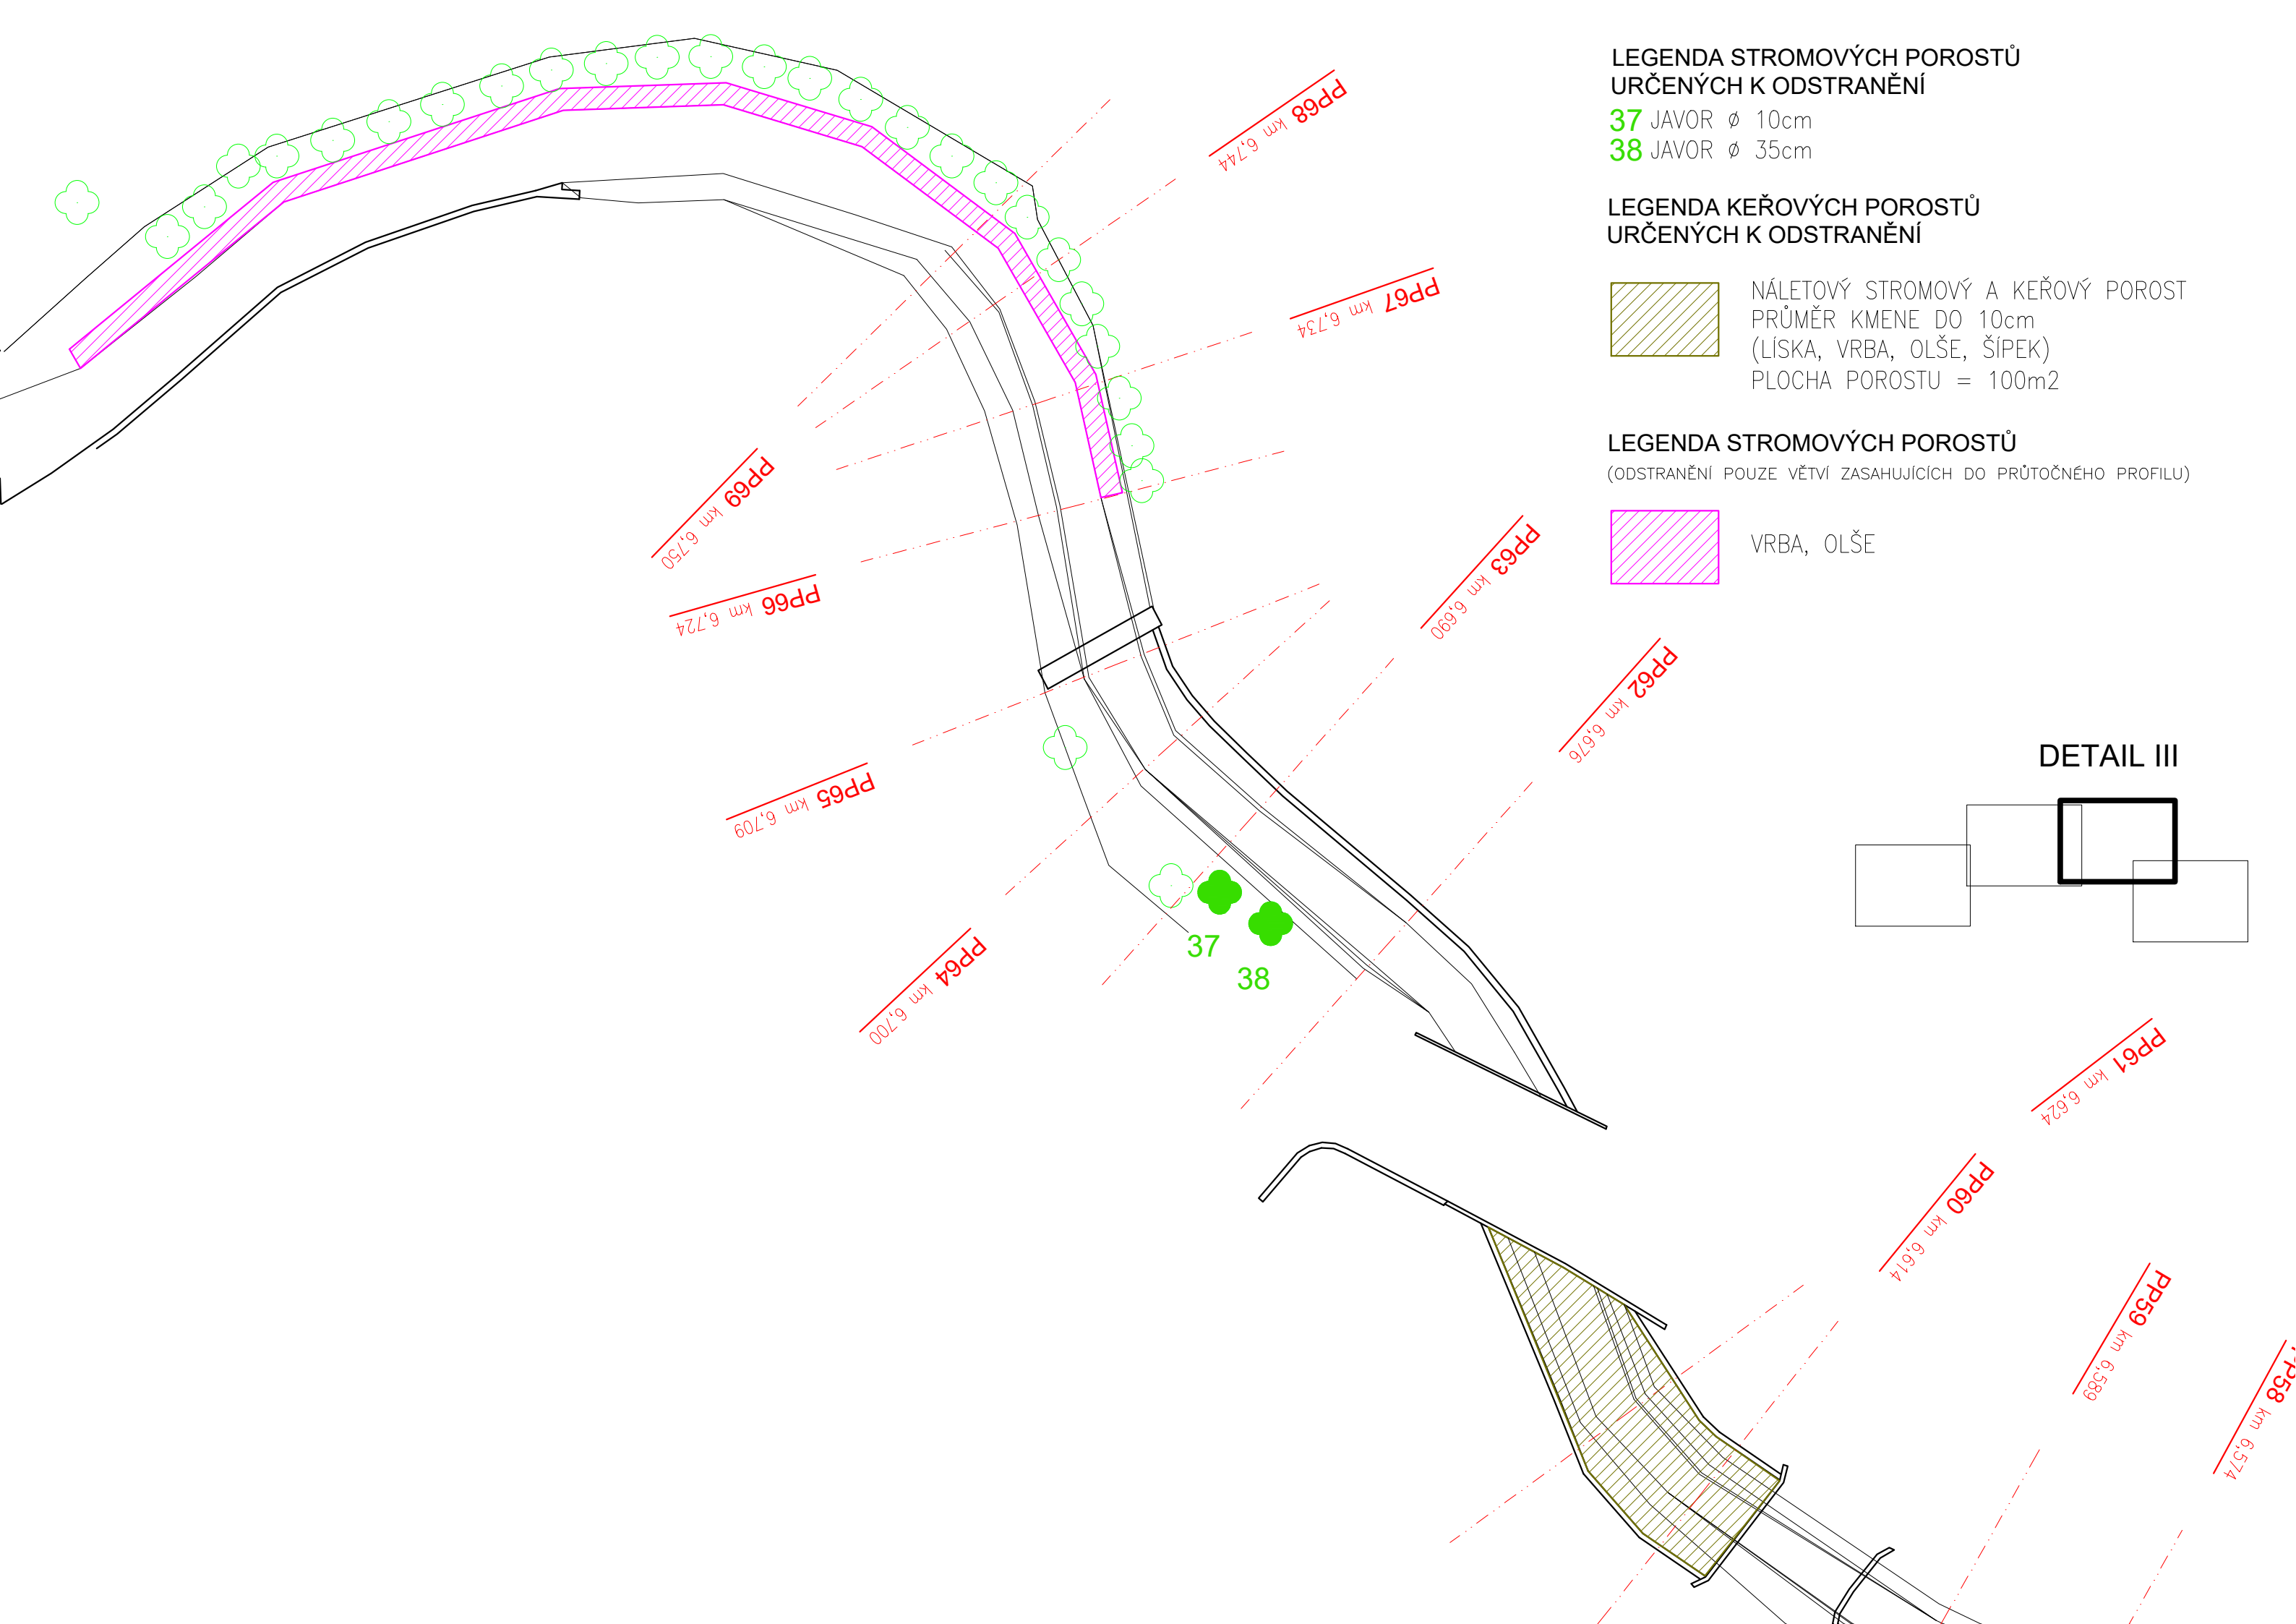 LEGENDA STROMOVÝCH POROSTŮ
URČENÝCH K ODSTRANĚNÍ
37 JAVOR ø 10cm
38 JAVOR ø 35cm
LEGENDA KEŘOVÝCH POROSTŮ
URČENÝCH K ODSTRANĚNÍ
NÁLETOVÝ STROMOVÝ A KEŘOVÝ POROST
PRŮMĚR KMENE DO 10cm
(LÍSKA, VRBA, OLŠE, ŠÍPEK)
PLOCHA POROSTU = 100m2
LEGENDA STROMOVÝCH POROSTŮ
(ODSTRANĚNÍ POUZE VĚTVÍ ZASAHUJÍCÍCH DO PRŮTOČNÉHO PROFILU)
VRBA, OLŠE
DETAIL III
PP68 km 6,744
PP67 km 6,734
PP69 km 6,750
PP66 km 6,724
PP63 km 6,690
PP62 km 6,676
PP65 km 6,709
PP64 km 6,700
37
38
PP61 km 6,624
PP60 km 6,614
PP59 km 6,589
PP58 km 6,574